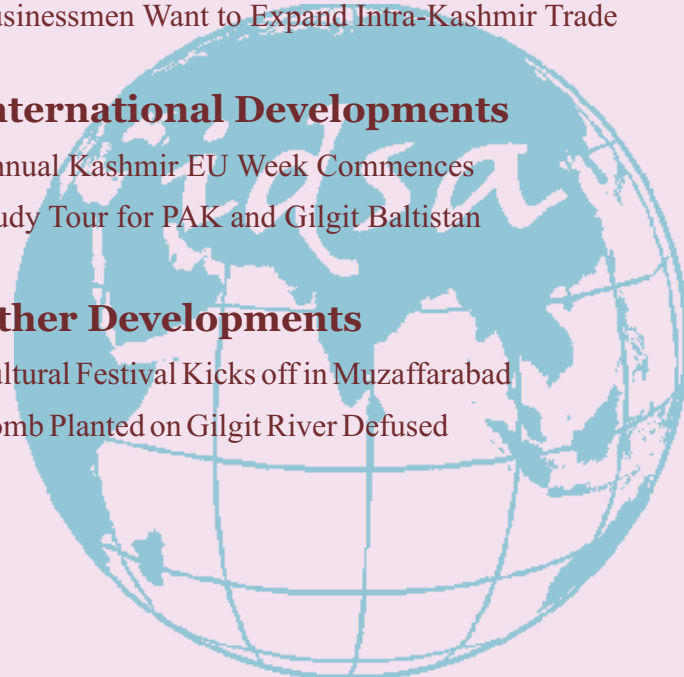 usinessmen Want to Expand Intra-Kashmir Trade
nternational Developments
nnual Kashmir EU Week Commences
udy Tour for PAK and Gilgit Baltistan
ther Developments
ultural Festival Kicks off in Muzaffarabad
omb Planted on Gilgit River Defused
idsa